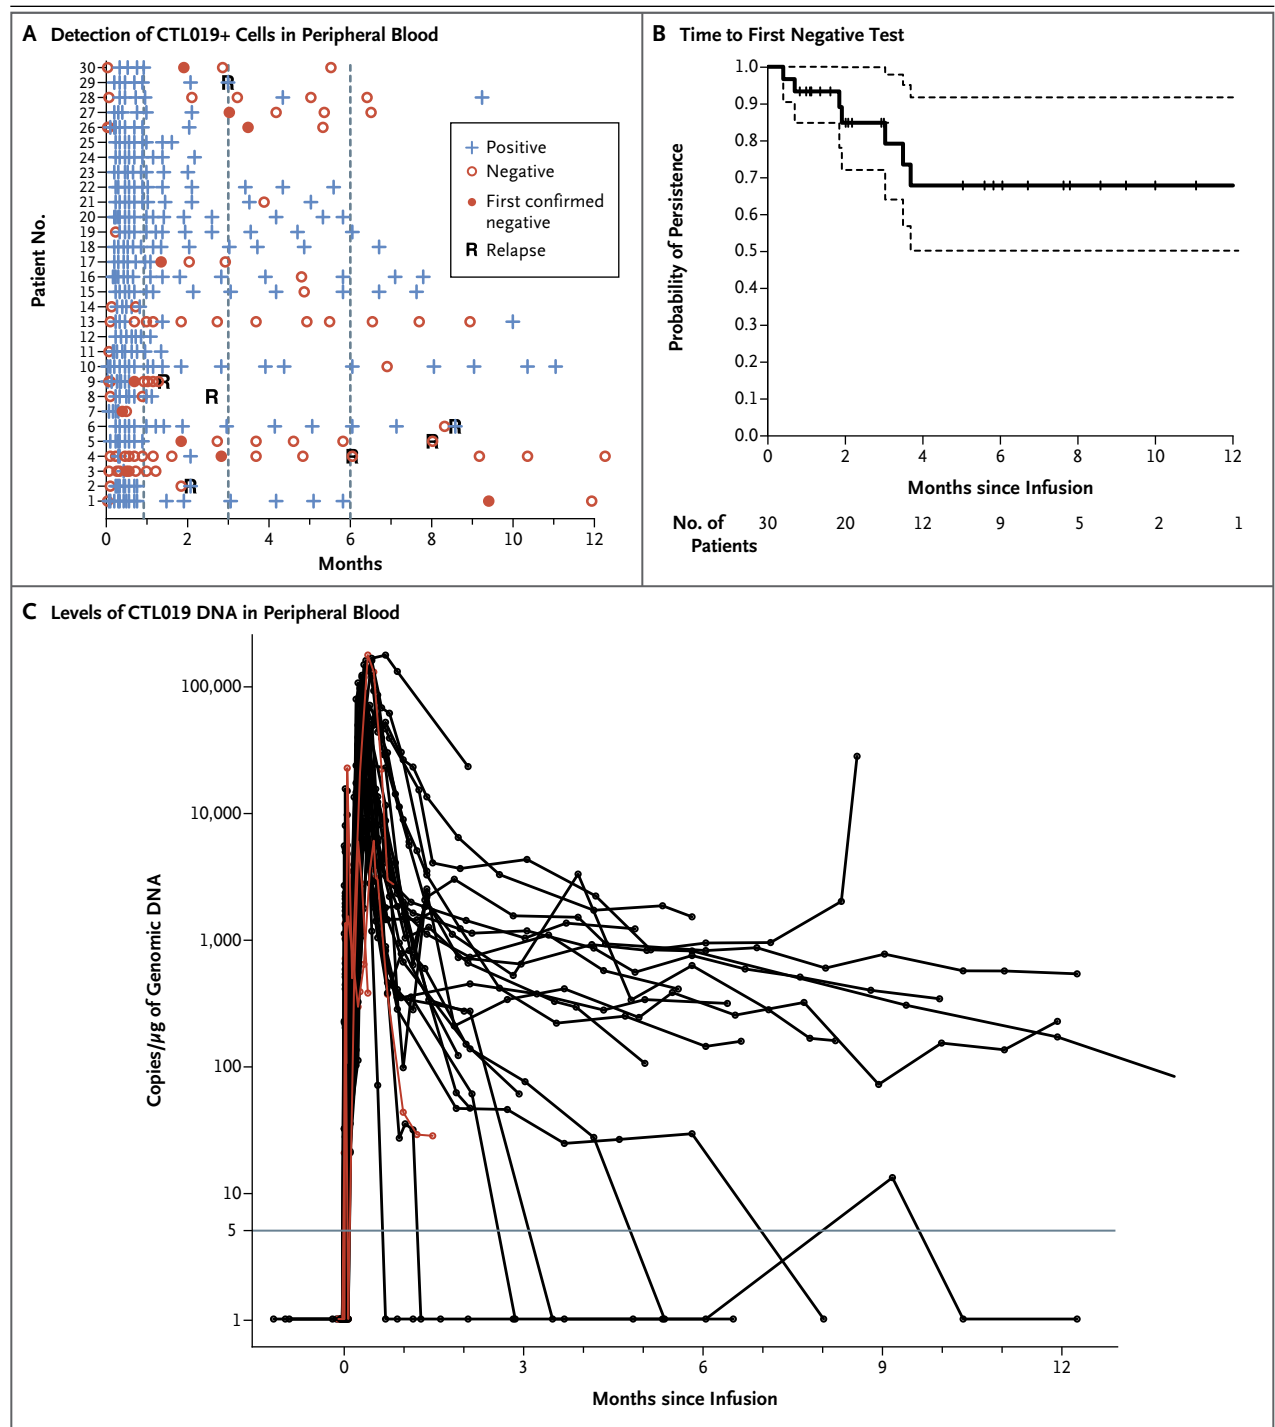 A Detection of CTL019+ Cells in Peripheral Blood
Patient No.
30
29
28
27
26
25
24
23
22
21
20
19
18
17
16
15
14
13
12
11
10
9
8
7
6
5
4
3
2
1
R
R
R
R
R
R
R
Positive
Negative
First confirmed
negative
R Relapse
0 2 4 6 8 10 12
Months
B Time to First Negative Test
Probability of Persistence
1.0
0.9
0.8
0.7
0.6
0.5
0.4
0.3
0.2
0.1
0.0
0 2 4 6 8 10 12
Months since Infusion
No. of
Patients
30 20 12 9 5 2 1
C Levels of CTL019 DNA in Peripheral Blood
Copies/µg of Genomic DNA
100,000
10,000
1,000
100
10
5
1
0 3 6 9 12
Months since Infusion